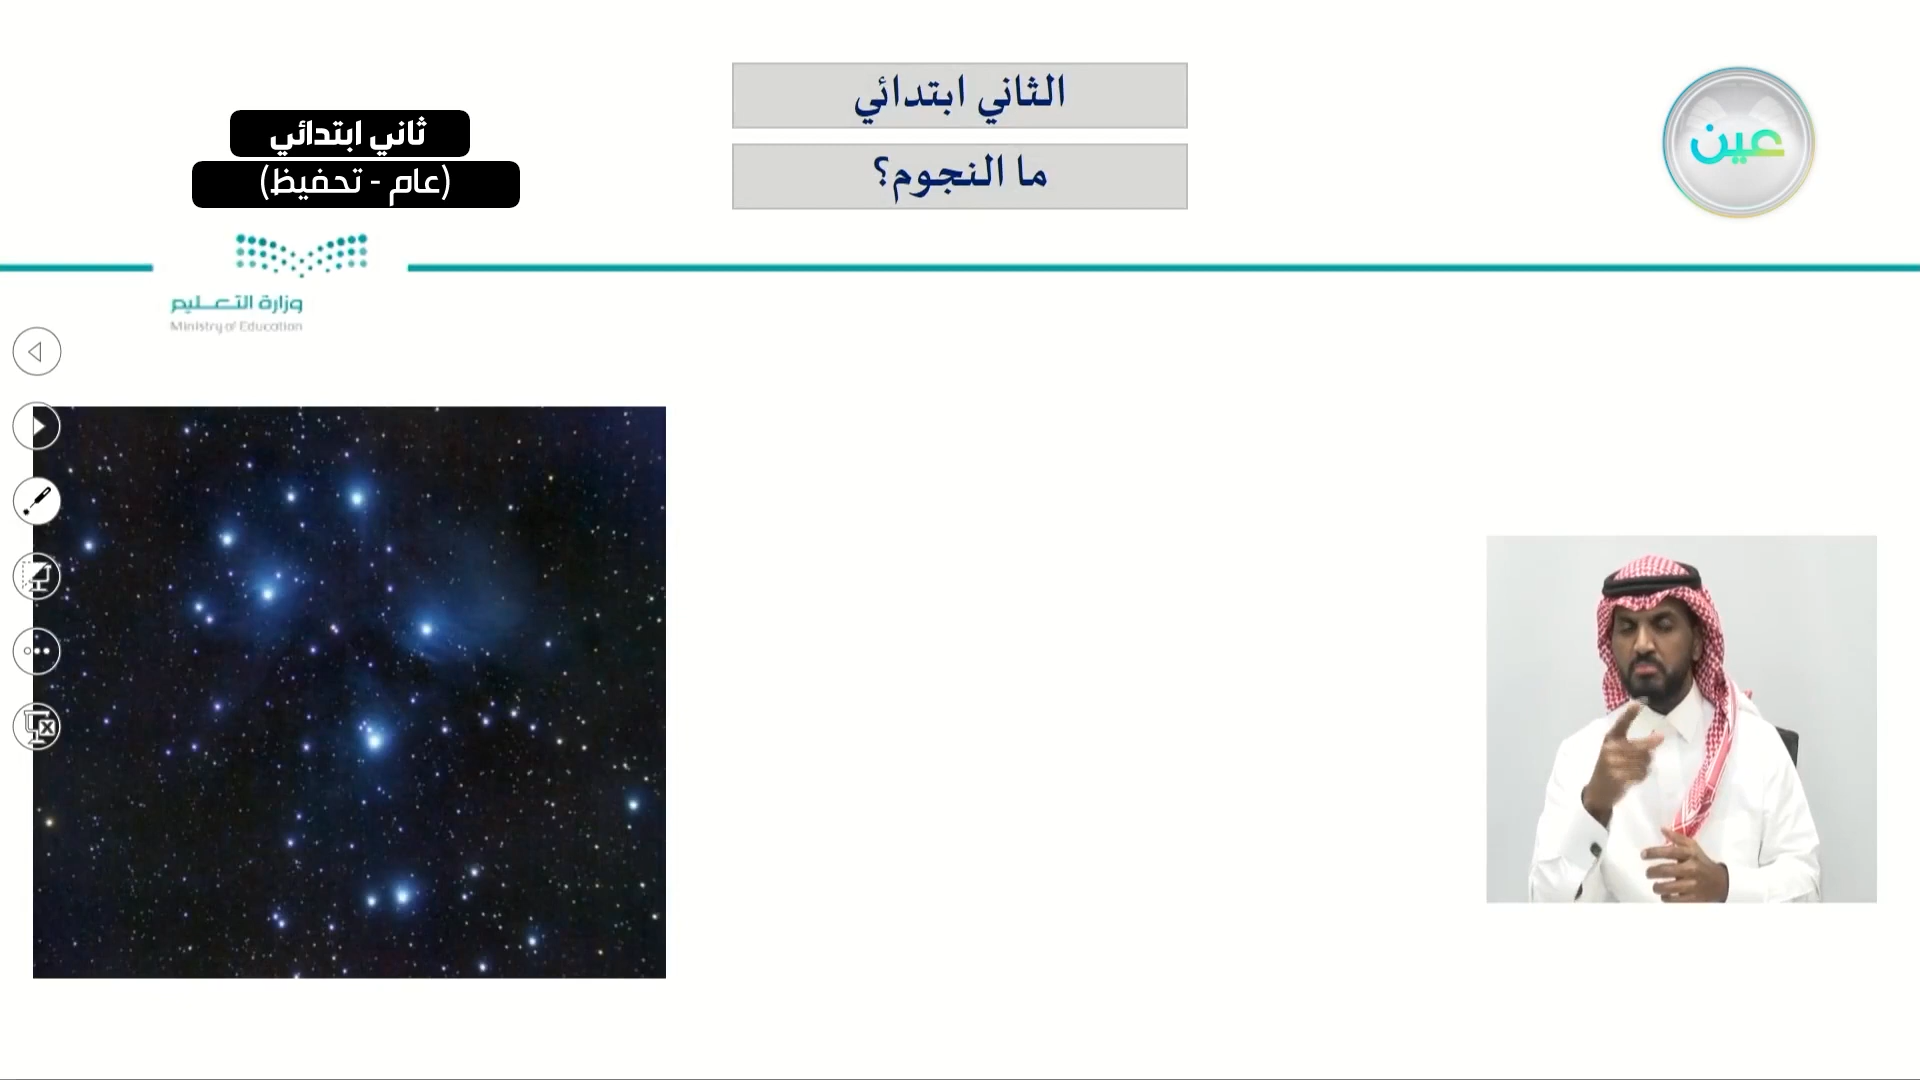 الثاني ابتدائي
ما النجوم؟
عين
ثاني ابتدائي
(عام - تحفيظ)
وزارة التعليم
Ministry of Education